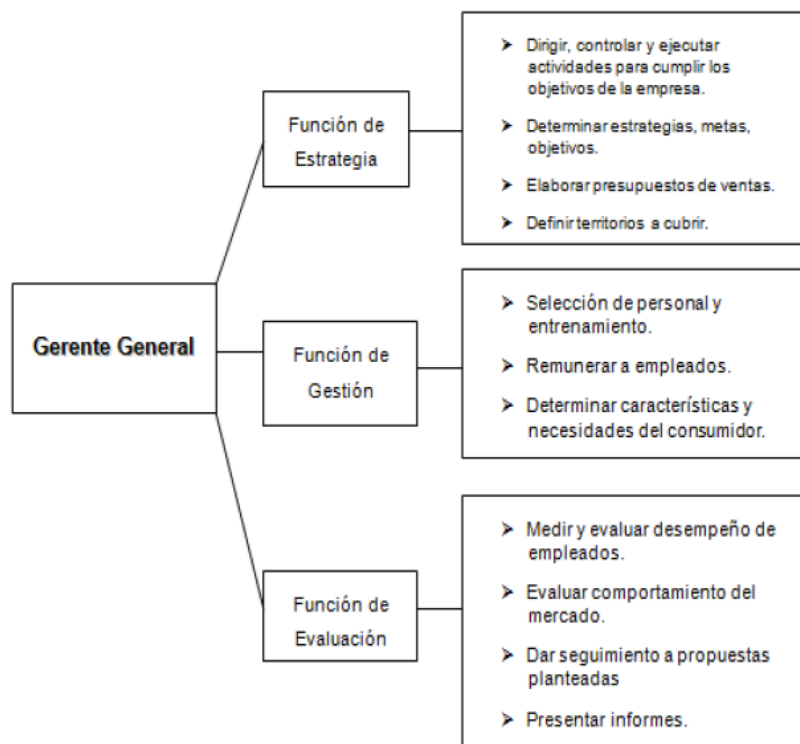 Gerente General
Función de
Estrategia
➢ Dirigir, controlar y ejecutar
actividades para cumplir los
objetivos de la empresa.
➢ Determinar estrategias, metas,
objetivos.
➢ Elaborar presupuestos de ventas.
➢ Definir territorios a cubrir.
Función de
Gestión
➢ Selección de personal y
entrenamiento.
➢ Remunerar a empleados.
➢ Determinar características y
necesidades del consumidor.
Función de
Evaluación
➢ Medir y evaluar desempeño de
empleados.
➢ Evaluar comportamiento del
mercado.
➢ Dar seguimiento a propuestas
planteadas
➢ Presentar informes.